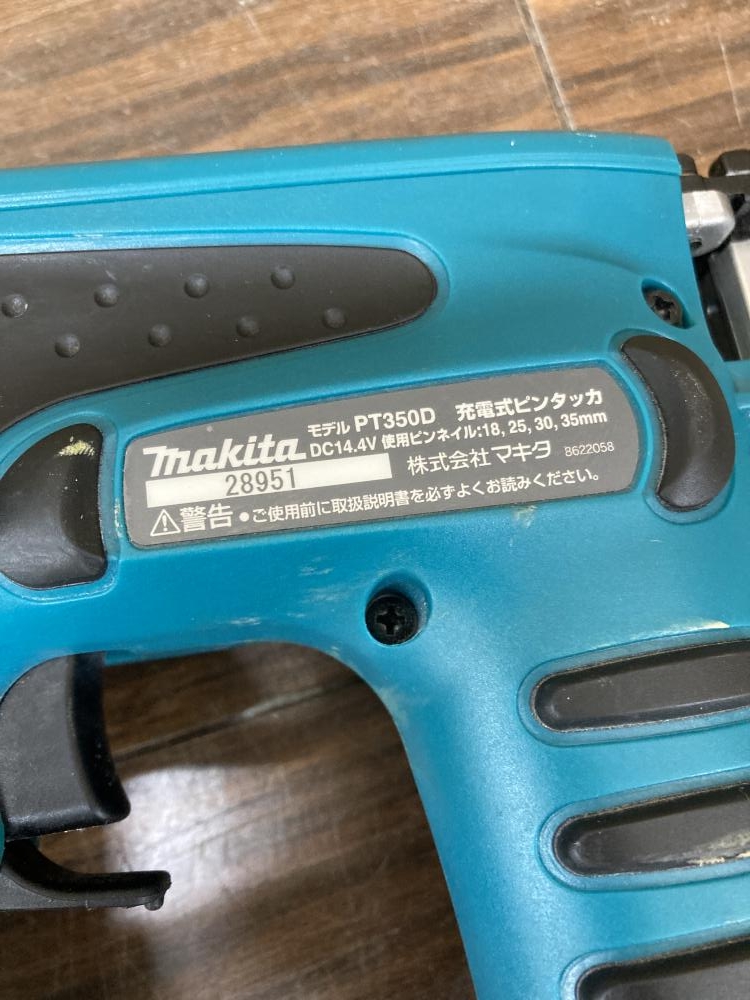 モデル PT350D 充電式ピンタッカ
makita DC14.4V 使用ピンネイル:18, 25, 30, 35mm
28951 株式会社マキタ B622058
⚠警告 ●ご使用前に取扱説明書を必ずよくお読みください。